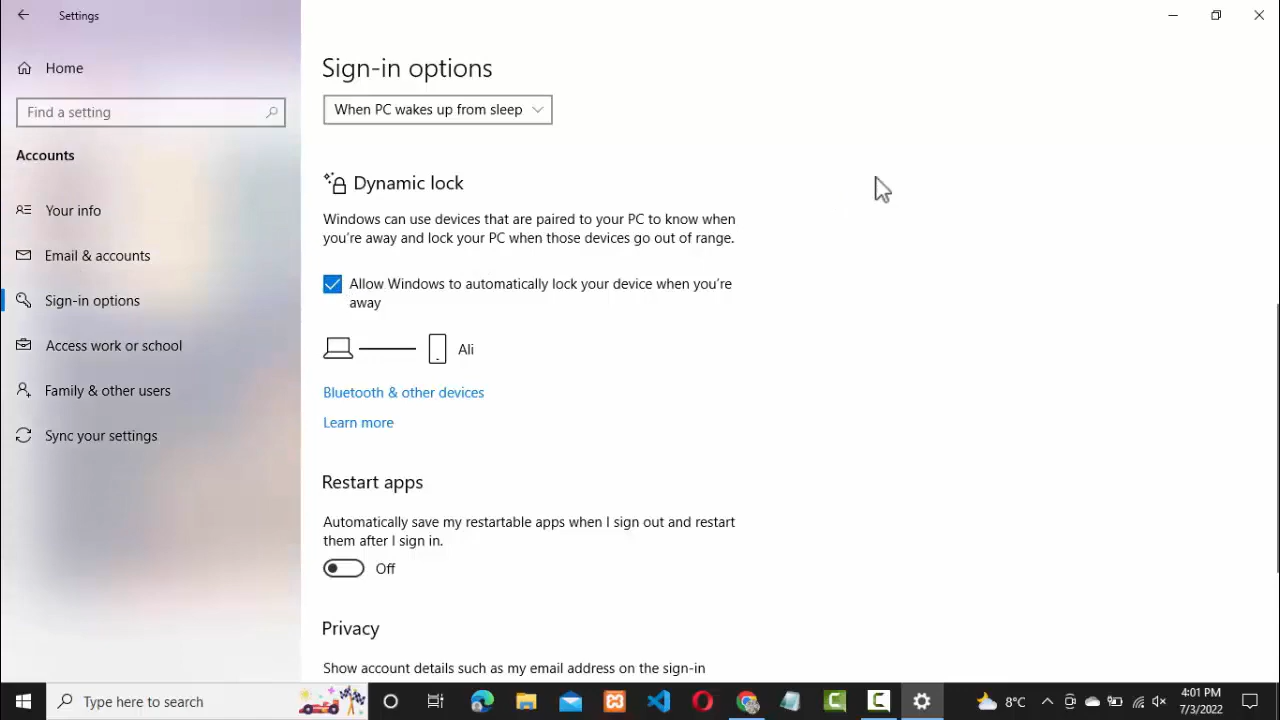 Settings
Home
Find a setting
Accounts
Your info
Email & accounts
Sign-in options
Access work or school
Family & other users
Sync your settings
Sign-in options
When PC wakes up from sleep
Dynamic lock
Windows can use devices that are paired to your PC to know when
you're away and lock your PC when those devices go out of range.
Allow Windows to automatically lock your device when you're
away
Ali
Bluetooth & other devices
Learn more
Restart apps
Automatically save my restartable apps when I sign out and restart
them after I sign in.
Off
Privacy
Show account details such as my email address on the sign-in
Type here to search
8°C
4:01 PM
7/3/2022